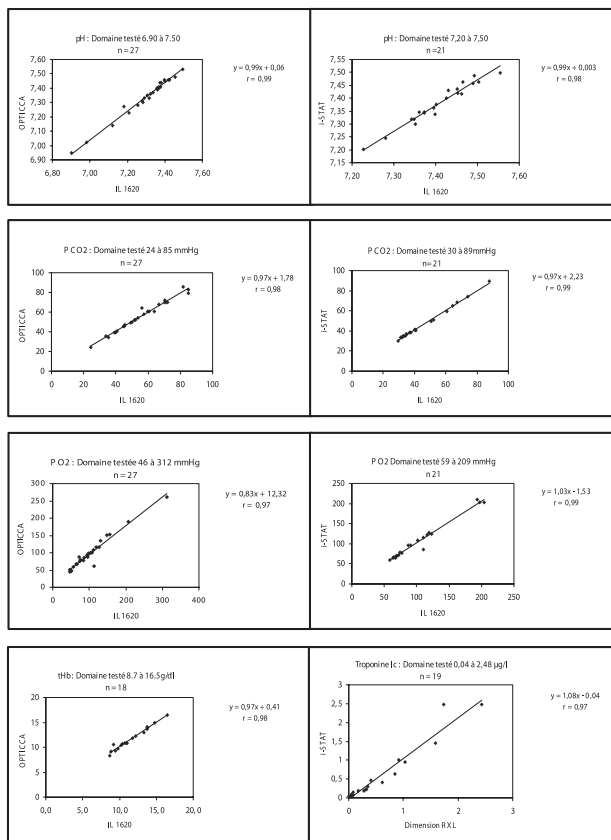 pH : Domaine testé 6.90 à 7.50
n = 27
y = 0,99x + 0,06
r = 0,99
OPTICCA
7,60
7,50
7,40
7,30
7,20
7,10
7,00
6,90
6,80 7,00 7,20 7,40 7,60
IL 1620
pH : Domaine testé 7,20 à 7,50
n =21
y = 0,99x + 0,003
r = 0,98
i-STAT
7,55
7,50
7,45
7,40
7,35
7,30
7,25
7,20
7,15
7,20 7,30 7,40 7,50 7,60
IL 1620
P CO2 : Domaine testé 24 à 85 mmHg
n = 27
y = 0,97x + 1,78
r = 0,98
OPTICCA
100
80
60
40
20
0
0 20 40 60 80 100
IL 1620
P CO2 : Domaine testé 30 à 89mmHg
n=21
y = 0,97x + 2,23
r = 0,99
i-STAT
100
80
60
40
20
0
0 20 40 60 80 100
IL 1620
P O2 : Domaine testée 46 à 312 mmHg
n = 27
y = 0,83x + 12,32
r = 0,97
OPTICCA
300
250
200
150
100
50
0
0 100 200 300 400
IL 1620
P O2 Domaine testé 59 à 209 mmHg
n 21
y = 1,03x -1,53
r = 0,99
i-STAT
250
200
150
100
50
0
0 50 100 150 200 250
IL 1620
tHb: Domaine testé 8.7 à 16.5g/dl
n = 18
y = 0,97x + 0,41
r = 0,98
OPTICCA
20
15
10
5
0
0,0 5,0 10,0 15,0 20,0
IL 1620
Troponine Ic : Domaine testé 0,04 à 2,48 µg/l
n = 19
y = 1,08x -0,04
r = 0,97
i-STAT
3
2,5
2
1,5
1
0,5
0
0 1 2 3
Dimension R X L